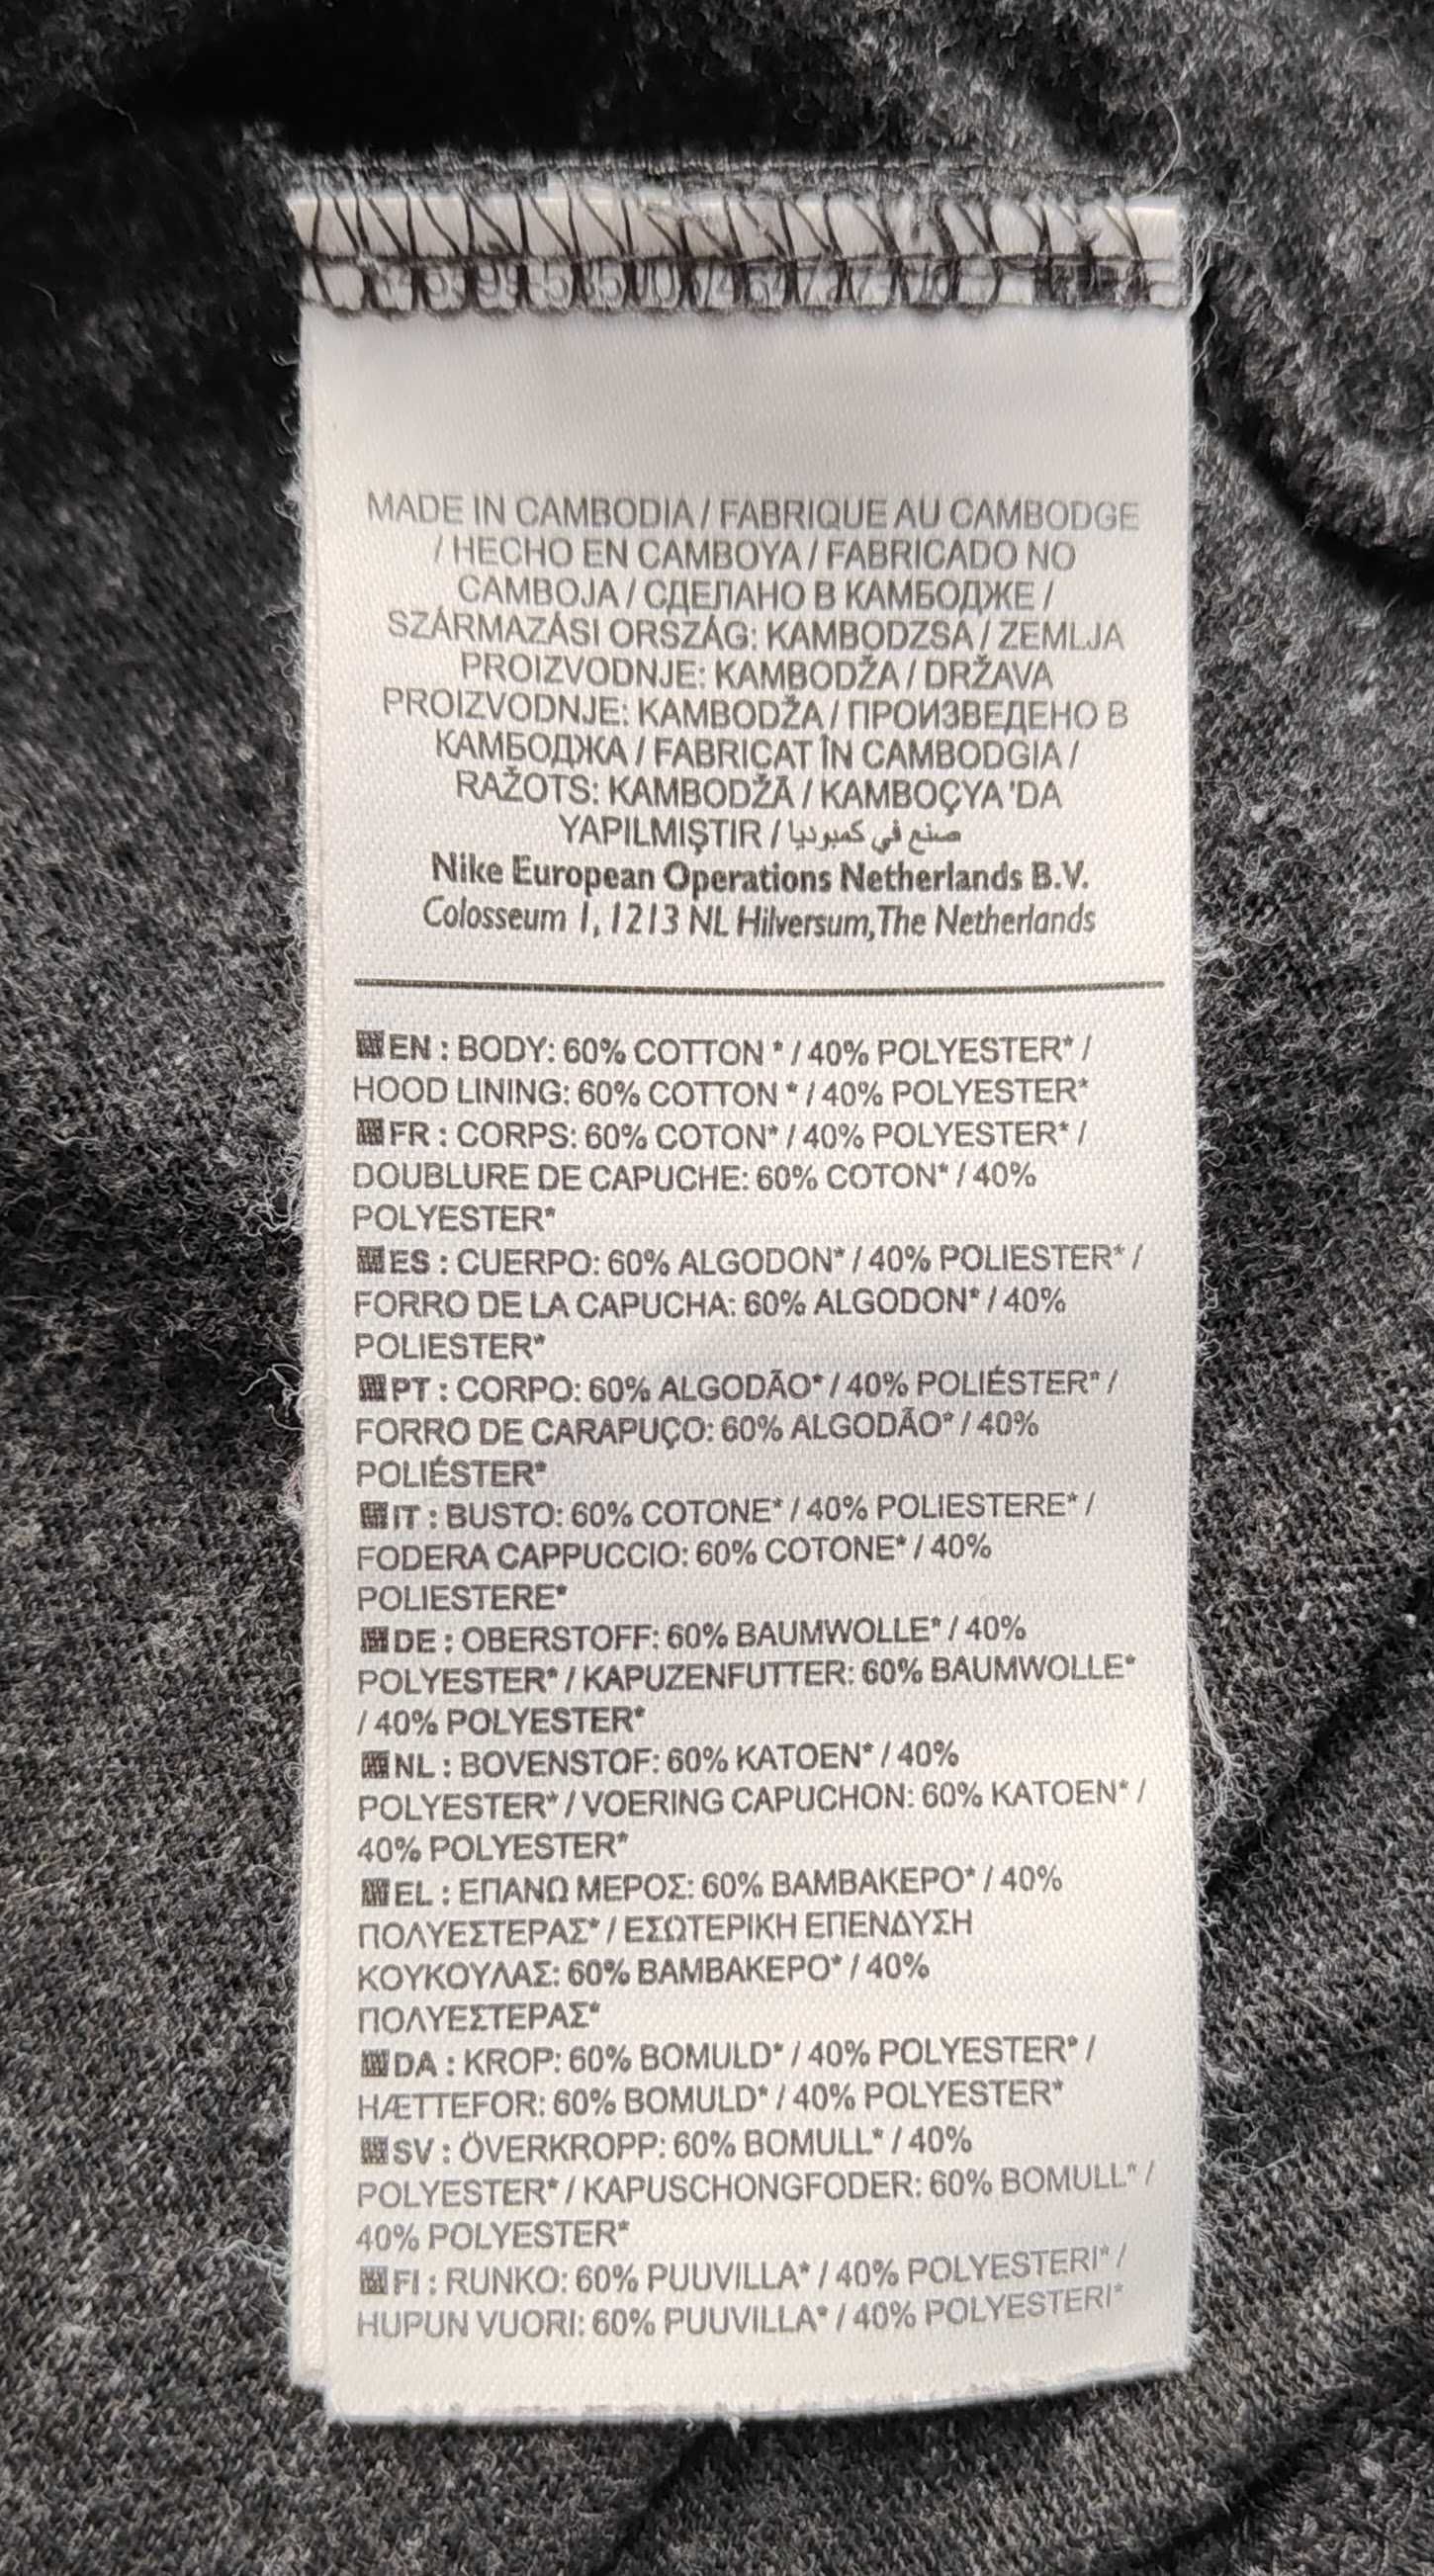 MADE IN CAMBODIA / FABRIQUE AU CAMBODGE
/ HECHO EN CAMBOYA / FABRICADO NO
CAMBOJA / СДЕЛАНО В КАМБОДЖЕ /
SZÁRMAZÁSI ORSZÁG: KAMBODZSA / ZEMLJA
PROIZVODNJE: KAMBODŽA / DRŽAVA
PROIZVODNJE: KAMBODŽA / ПРОИЗВЕДЕНО В
КАМБОДЖА / FABRICAT ÎN CAMBODGIA /
RAŽOTS: KAMBODŽĀ / KAMBOÇYA 'DA
YAPILMIŞTIR / صنع في كمبوديا
Nike European Operations Netherlands B.V.
Colosseum 1, 1213 NL Hilversum, The Netherlands
EN : BODY: 60% COTTON * / 40% POLYESTER* /
HOOD LINING: 60% COTTON * / 40% POLYESTER*
FR : CORPS: 60% COTON* / 40% POLYESTER* /
DOUBLURE DE CAPUCHE: 60% COTON* / 40%
POLYESTER*
ES : CUERPO: 60% ALGODON* / 40% POLIESTER* /
FORRO DE LA CAPUCHA: 60% ALGODON* / 40%
POLIESTER*
PT : CORPO: 60% ALGODÃO* / 40% POLIÉSTER* /
FORRO DE CARAPUÇO: 60% ALGODÃO* / 40%
POLIÉSTER*
IT : BUSTO: 60% COTONE* / 40% POLIESTERE* /
FODERA CAPPUCCIO: 60% COTONE* / 40%
POLIESTERE*
DE : OBERSTOFF: 60% BAUMWOLLE* / 40%
POLYESTER* / KAPUZENFUTTER: 60% BAUMWOLLE*
/ 40% POLYESTER*
NL : BOVENSTOF: 60% KATOEN* / 40%
POLYESTER* / VOERING CAPUCHON: 60% KATOEN* /
40% POLYESTER*
EL : ΕΠΑΝΩ ΜΕΡΟΣ: 60% ΒΑΜΒΑΚΕΡΟ* / 40%
ΠΟΛΥΕΣΤΕΡΑΣ* / ΕΣΩΤΕΡΙΚΗ ΕΠΕΝΔΥΣΗ
ΚΟΥΚΟΥΛΑΣ: 60% ΒΑΜΒΑΚΕΡΟ* / 40%
ΠΟΛΥΕΣΤΕΡΑΣ*
DA : KROP: 60% BOMULD* / 40% POLYESTER* /
HÆTTEFOR: 60% BOMULD* / 40% POLYESTER*
SV : ÖVERKROPP: 60% BOMULL* / 40%
POLYESTER* / KAPUSCHONGFODER: 60% BOMULL* /
40% POLYESTER*
FI : RUNKO: 60% PUUVILLA* / 40% POLYESTERI* /
HUPUN VUORI: 60% PUUVILLA* / 40% POLYESTERI*